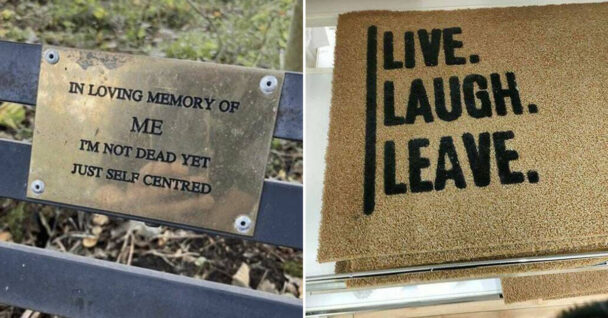 IN LOVING MEMORY OF
ME
I'M NOT DEAD YET
JUST SELF CENTRED
LIVE.
LAUGH.
LEAVE.